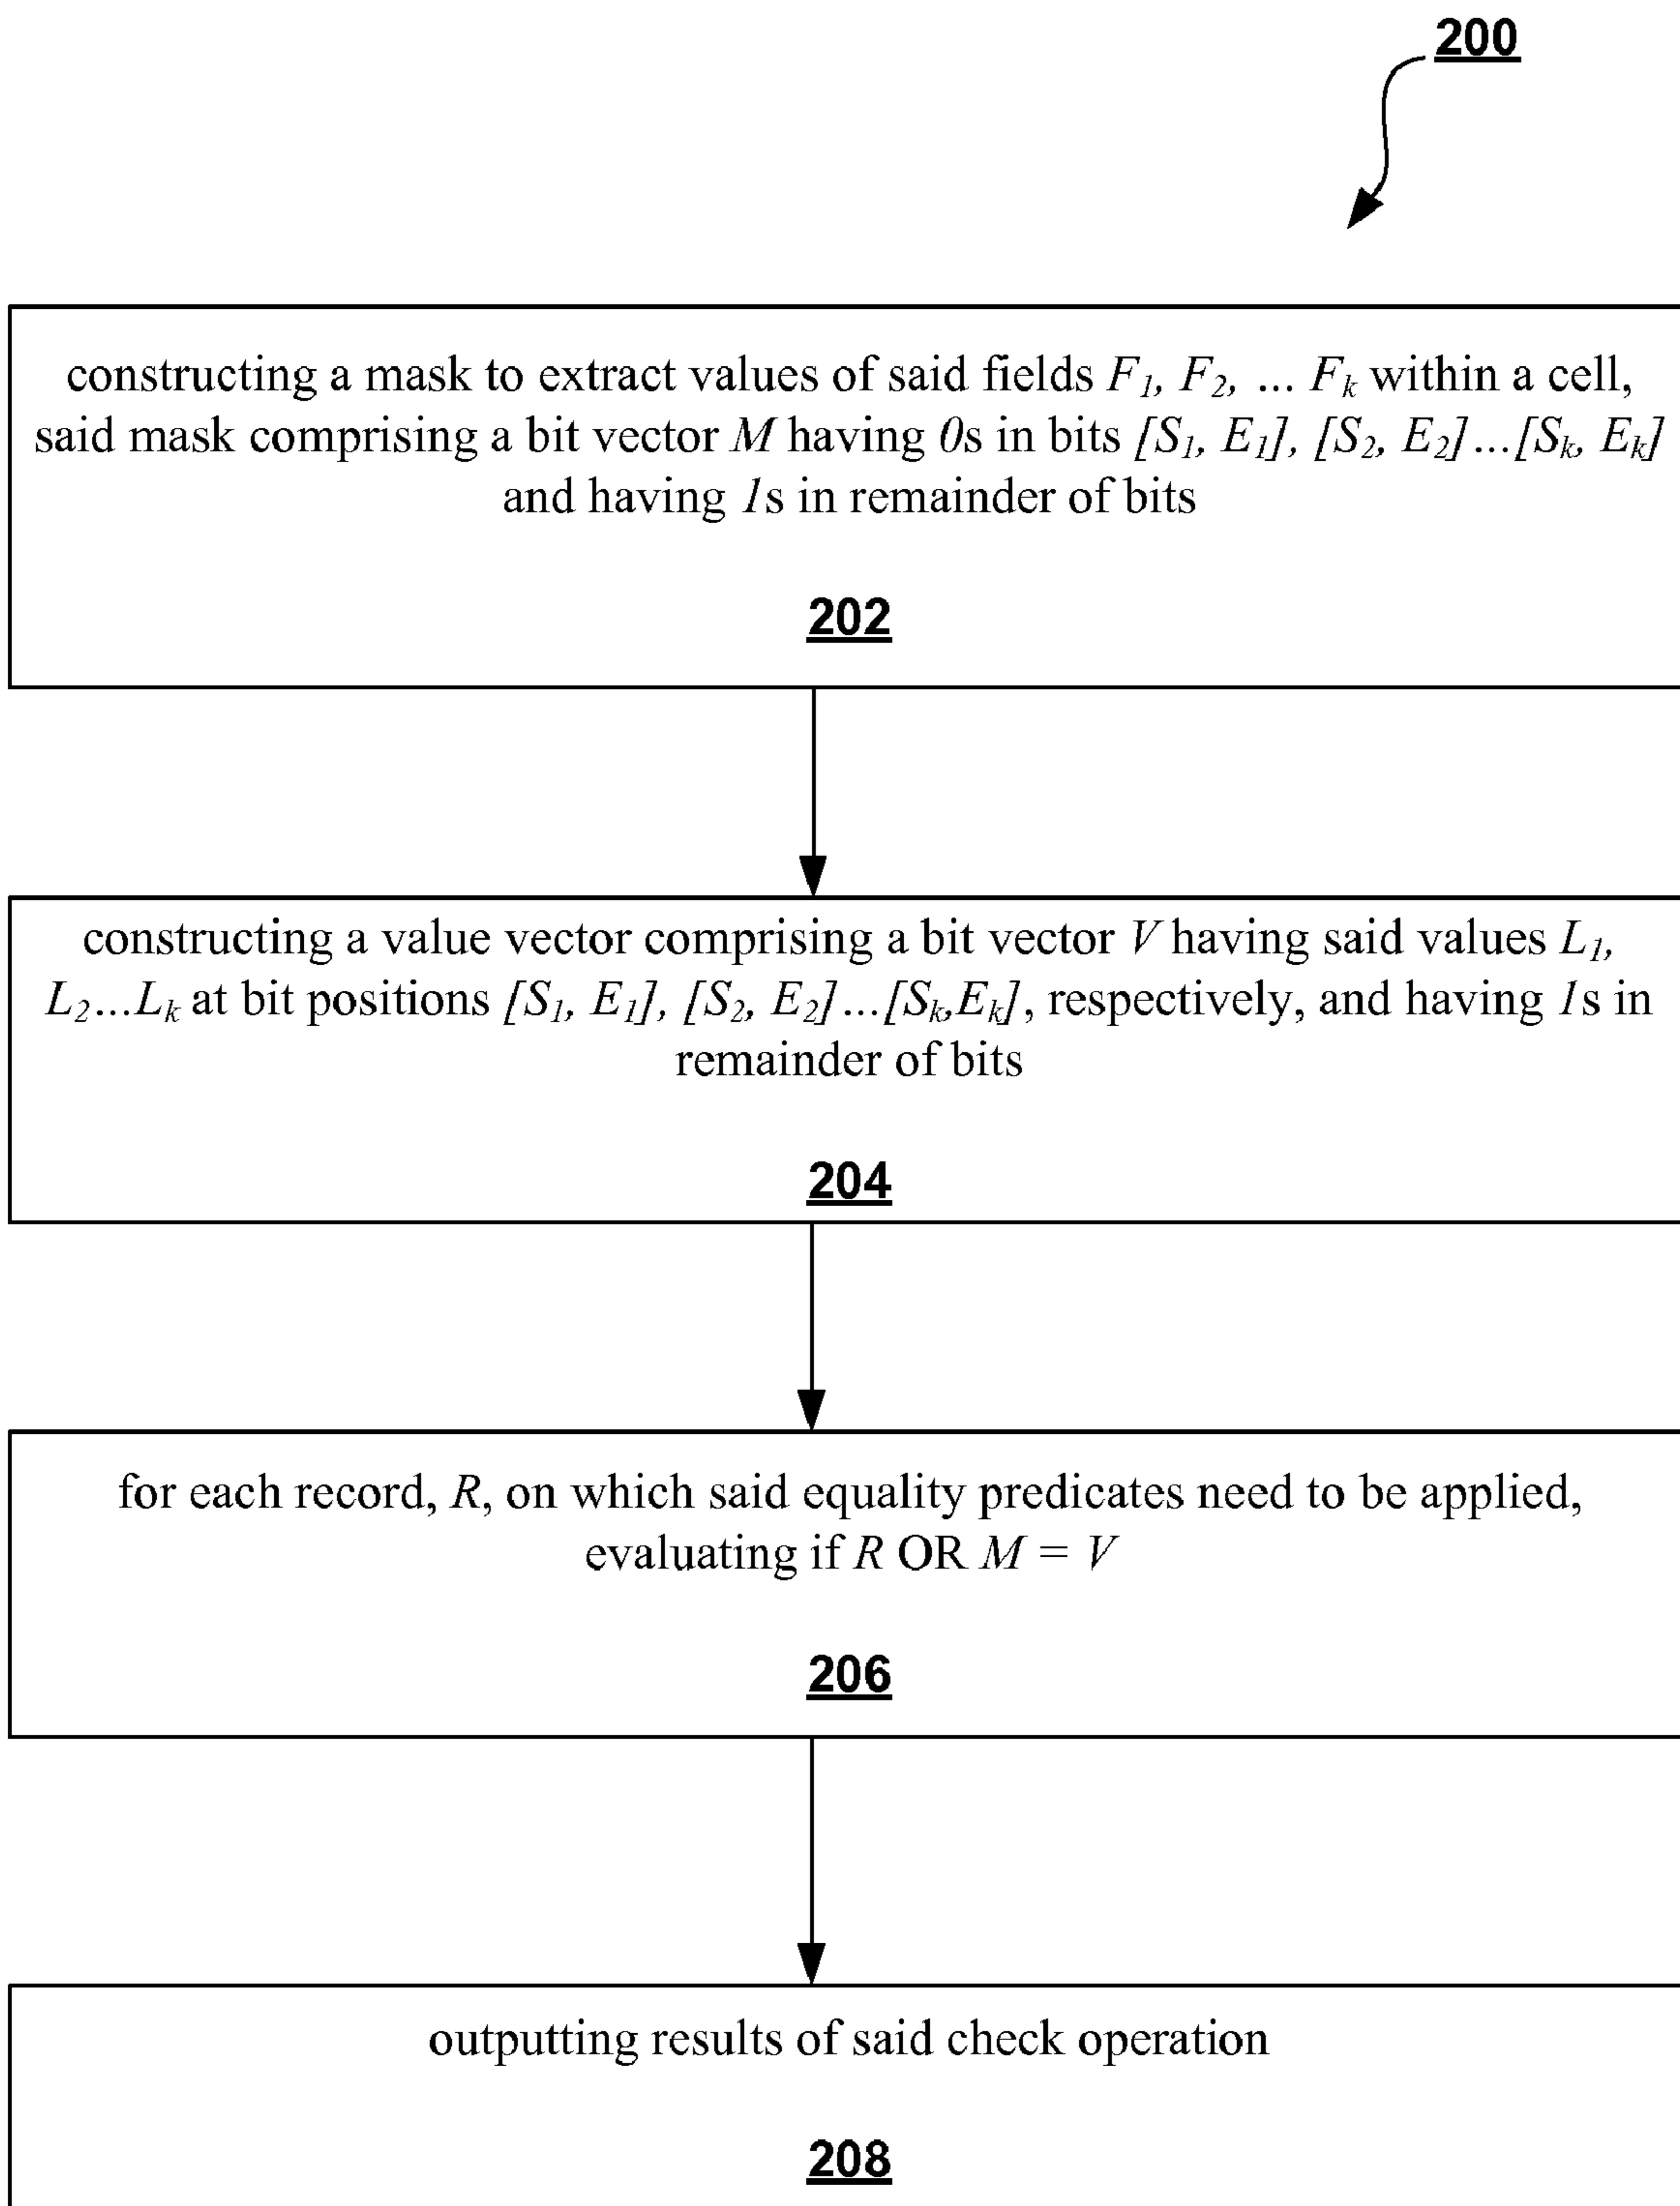 200
constructing a mask to extract values of said fields F1, F2, ... Fk within a cell,
said mask comprising a bit vector M having 0s in bits [S1, E1], [S2, E2]...[Sk, Ek]
and having 1s in remainder of bits
202
constructing a value vector comprising a bit vector V having said values L1,
L2...Lk at bit positions [S1, E1], [S2, E2]...[Sk,Ek], respectively, and having 1s in
remainder of bits
204
for each record, R, on which said equality predicates need to be applied,
evaluating if R OR M = V
206
outputting results of said check operation
208